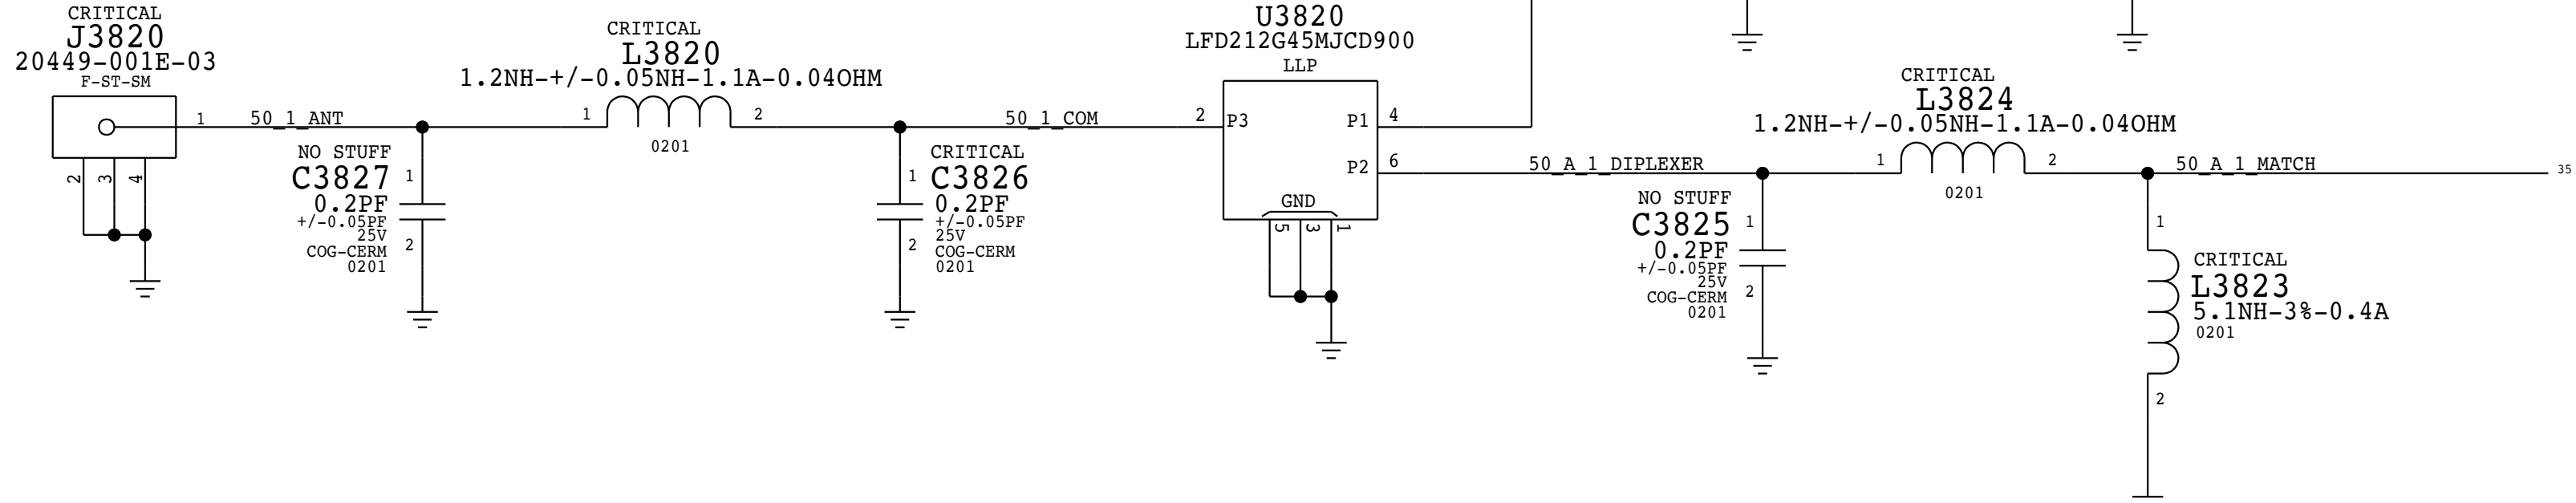 CRITICAL
J3820
20449-001E-03
F-ST-SM
1
50_1_ANT
2
3
4
NO STUFF
C3827
0.2PF
+/-0.05PF
25V
COG-CERM
0201
1
2
CRITICAL
L3820
1.2NH-+/-0.05NH-1.1A-0.04OHM
1
2
0201
CRITICAL
C3826
0.2PF
+/-0.05PF
25V
COG-CERM
0201
1
2
50_1_COM
U3820
LFD212G45MJCD900
LLP
2
P3
P1
4
P2
6
GND
5
3
1
50_A_1_DIPLEXER
NO STUFF
C3825
0.2PF
+/-0.05PF
25V
COG-CERM
0201
1
2
CRITICAL
L3824
1.2NH-+/-0.05NH-1.1A-0.04OHM
1
2
0201
50_A_1_MATCH
35
1
CRITICAL
L3823
5.1NH-3%-0.4A
0201
2